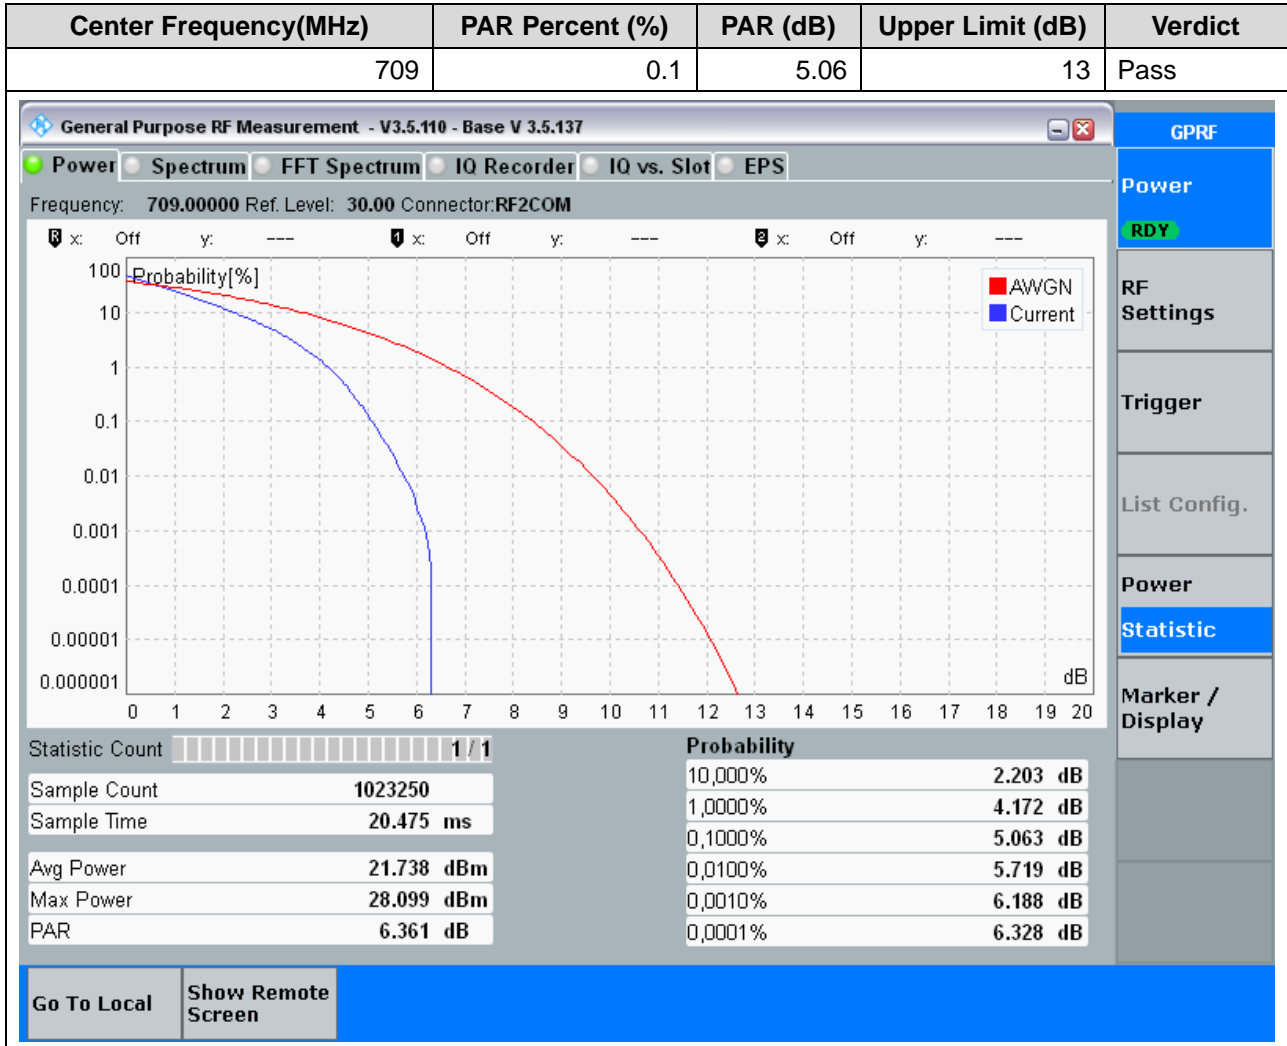 Center Frequency(MHz) PAR Percent (%) PAR (dB) Upper Limit (dB) Verdict
709 0.1 5.06 13 Pass
General Purpose RF Measurement - V3.5.110 - Base V 3.5.137
GPRF
Power Spectrum FFT Spectrum IQ Recorder IQ vs. Slot EPS
Frequency: 709.00000 Ref. Level: 30.00 Connector:RF2COM
R x: Off y: --- 1 x: Off y: --- 2 x: Off y: ---
Probability[%]
AWGN
Current
100
10
1
0.1
0.01
0.001
0.0001
0.00001
0.000001
dB
0 1 2 3 4 5 6 7 8 9 10 11 12 13 14 15 16 17 18 19 20
Statistic Count 1 / 1
Sample Count 1023250
Sample Time 20.475 ms
Avg Power 21.738 dBm
Max Power 28.099 dBm
PAR 6.361 dB
Probability
10,000% 2.203 dB
1,0000% 4.172 dB
0,1000% 5.063 dB
0,0100% 5.719 dB
0,0010% 6.188 dB
0,0001% 6.328 dB
Power
RDY
RF
Settings
Trigger
List Config.
Power
Statistic
Marker /
Display
Go To Local
Show Remote
Screen